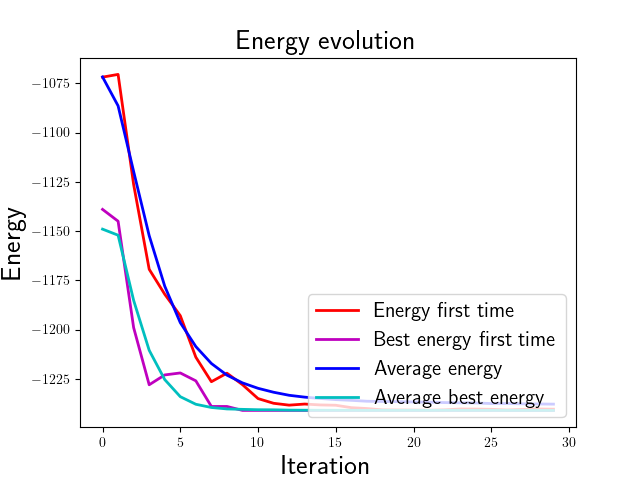 Energy evolution
−1075
−1100
−1125
−1150
−1175
−1200
−1225
Energy
Energy first time
Best energy first time
Average energy
Average best energy
0 5 10 15 20 25 30
Iteration